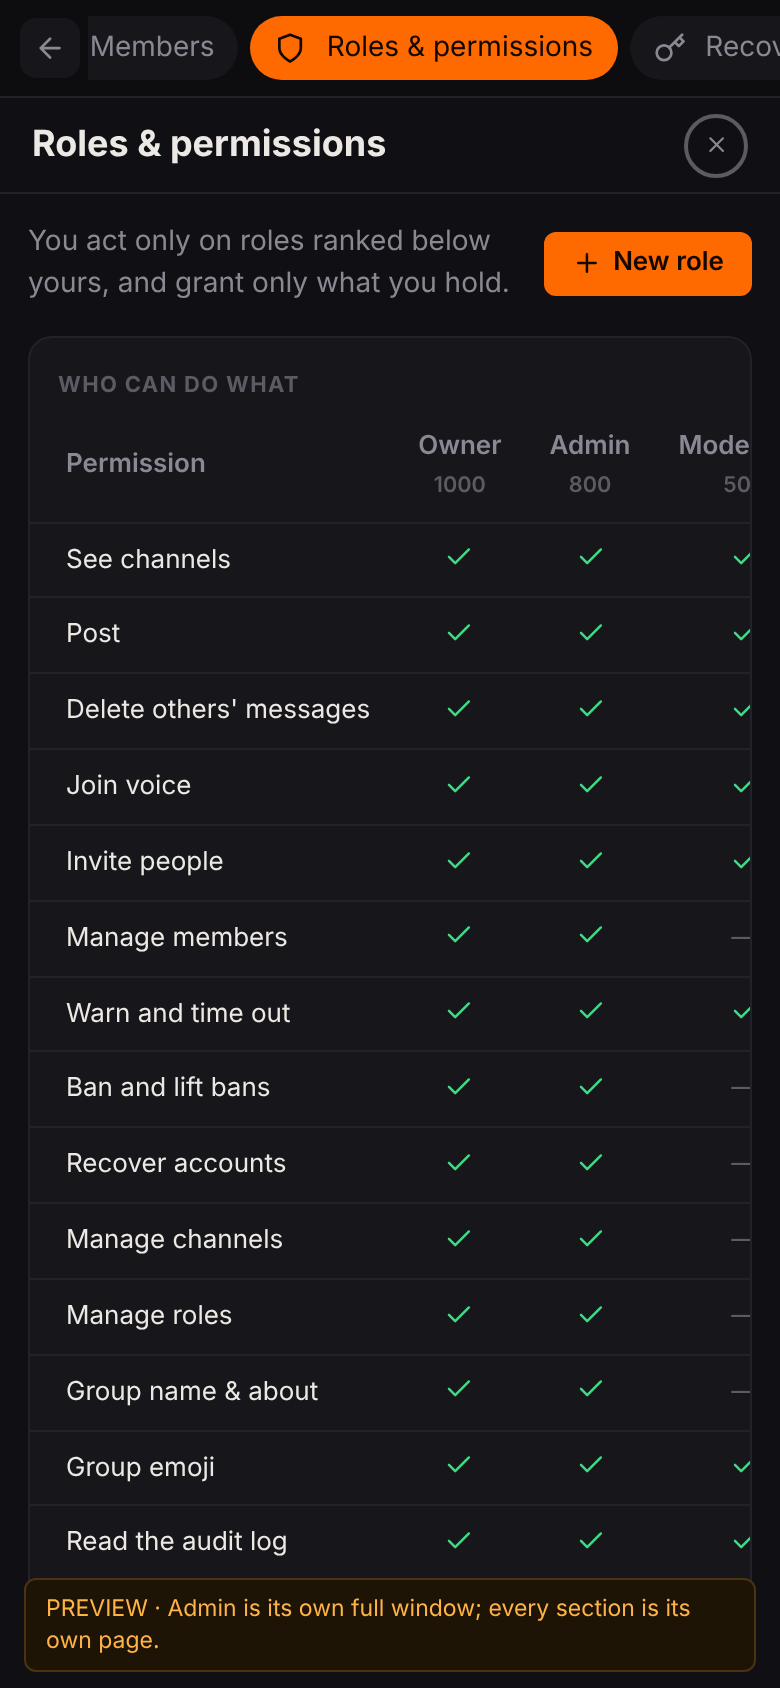 Members
Roles & permissions
Recov
Roles & permissions
You act only on roles ranked below
yours, and grant only what you hold.
New role
WHO CAN DO WHAT
Permission
Owner
1000
Admin
800
Mode
50
See channels
Post
Delete others' messages
Join voice
Invite people
Manage members
Warn and time out
Ban and lift bans
Recover accounts
Manage channels
Manage roles
Group name & about
Group emoji
Read the audit log
PREVIEW · Admin is its own full window; every section is its
own page.